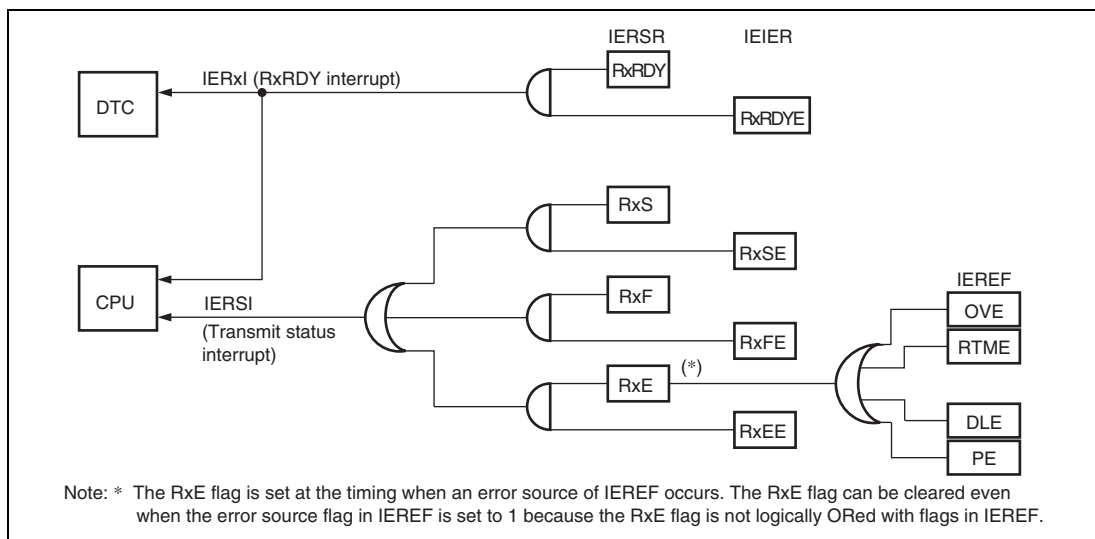 IERSR IEIER
RxRDY
IERxI (RxRDY interrupt)
DTC
RxRDYE
RxS
RxSE
RxF
IEREF
CPU
IERSI
OVE
(Transmit status
interrupt)
RxFE
RTME
RxE
(*)
DLE
RxEE
PE
Note: * The RxE flag is set at the timing when an error source of IEREF occurs. The RxE flag can be cleared even
when the error source flag in IEREF is set to 1 because the RxE flag is not logically ORed with flags in IEREF.